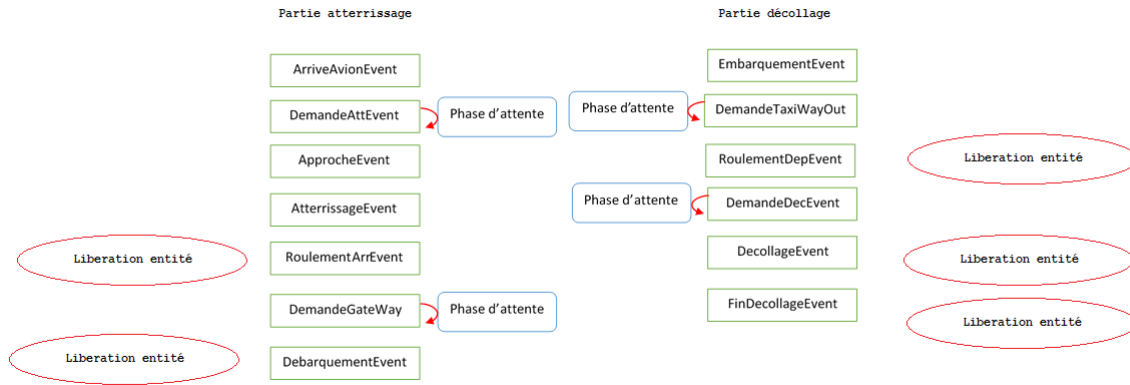 Partie atterrissage
Partie décollage
ArriveAvionEvent
DemandeAttEvent
Phase d'attente
ApprocheEvent
AtterrissageEvent
Liberation entité
RoulementArrEvent
DemandeGateWay
Phase d'attente
Liberation entité
DebarquementEvent
EmbarquementEvent
Phase d'attente
DemandeTaxiWayOut
RoulementDepEvent
Liberation entité
Phase d'attente
DemandeDecEvent
DecollageEvent
Liberation entité
FinDecollageEvent
Liberation entité